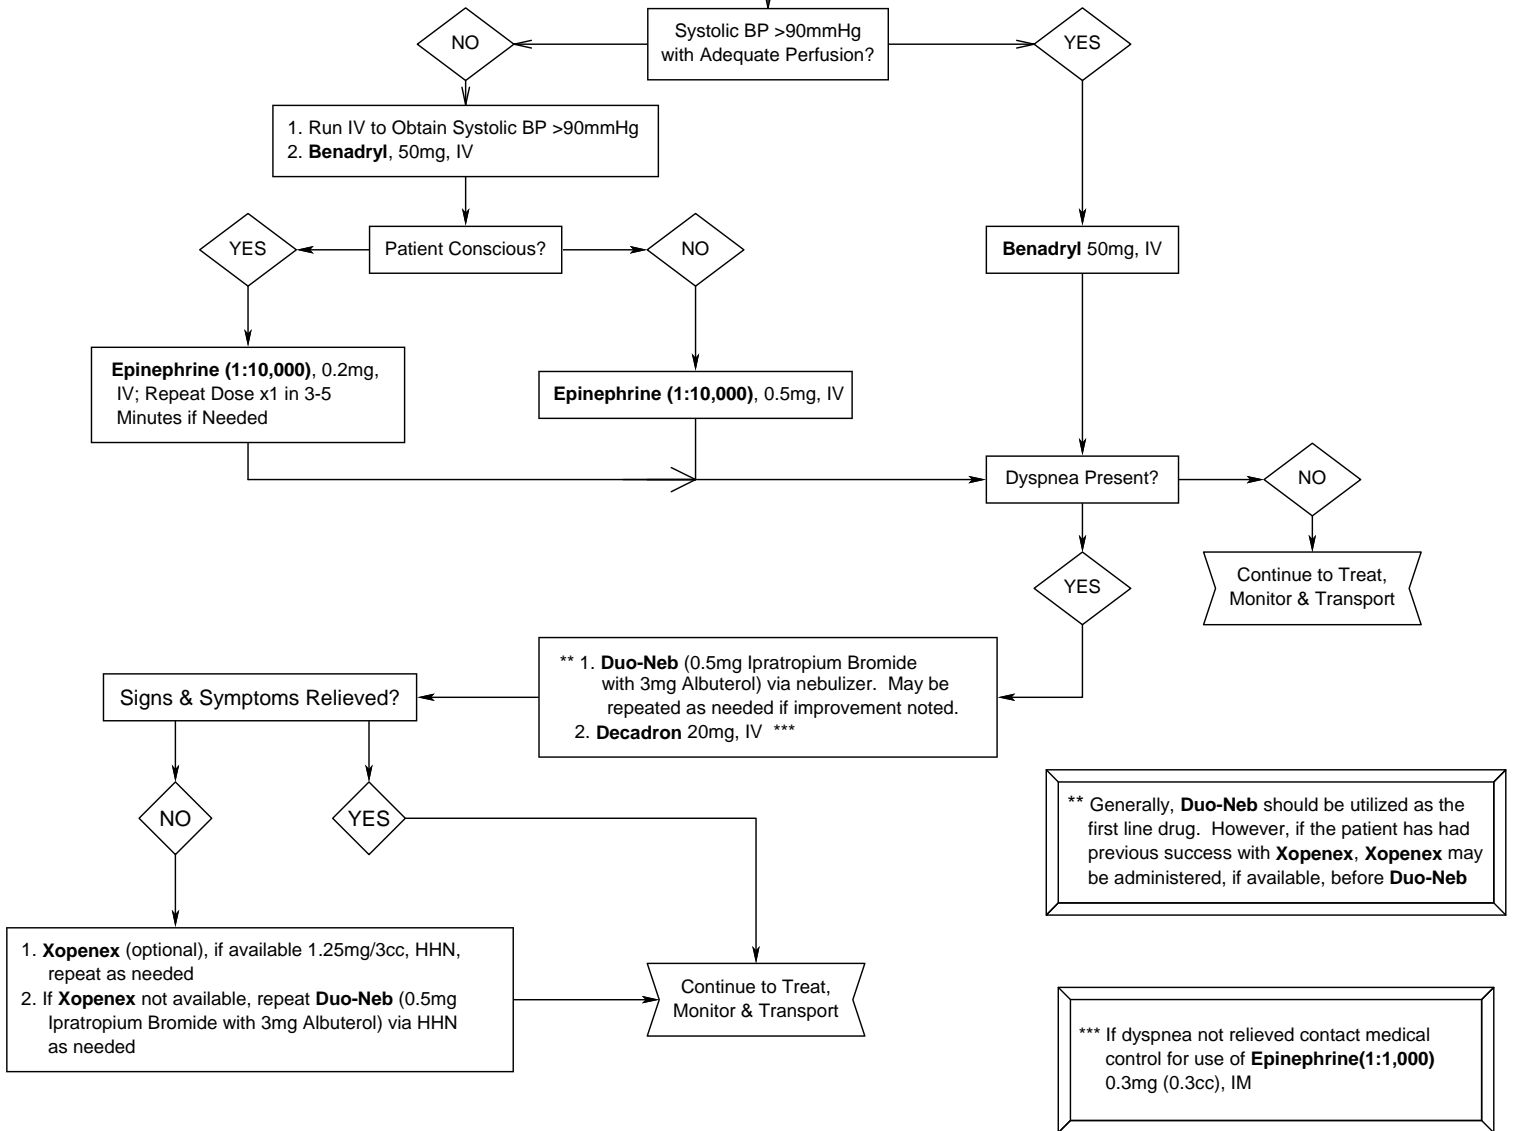 Systolic BP >90mmHg
with Adequate Perfusion?
NO
YES
1. Run IV to Obtain Systolic BP >90mmHg
2. Benadryl, 50mg, IV
YES
Patient Conscious?
NO
Benadryl 50mg, IV
Epinephrine (1:10,000), 0.2mg,
IV; Repeat Dose x1 in 3-5
Minutes if Needed
Epinephrine (1:10,000), 0.5mg, IV
Dyspnea Present?
NO
YES
Continue to Treat,
Monitor & Transport
** 1. Duo-Neb (0.5mg Ipratropium Bromide
with 3mg Albuterol) via nebulizer. May be
repeated as needed if improvement noted.
2. Decadron 20mg, IV ***
Signs & Symptoms Relieved?
NO
YES
** Generally, Duo-Neb should be utilized as the
first line drug. However, if the patient has had
previous success with Xopenex, Xopenex may
be administered, if available, before Duo-Neb
1. Xopenex (optional), if available 1.25mg/3cc, HHN,
repeat as needed
2. If Xopenex not available, repeat Duo-Neb (0.5mg
Ipratropium Bromide with 3mg Albuterol) via HHN
as needed
Continue to Treat,
Monitor & Transport
*** If dyspnea not relieved contact medical
control for use of Epinephrine(1:1,000)
0.3mg (0.3cc), IM